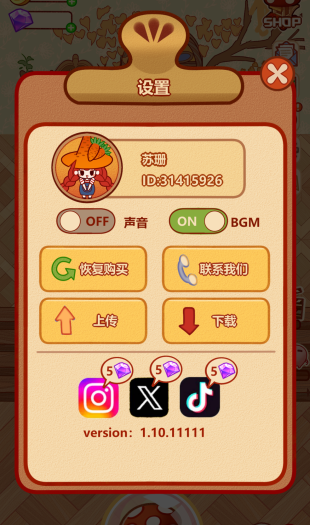 SHOP
设置
苏珊
ID:31415926
OFF
声音
ON
BGM
恢复购买
联系我们
上传
下载
5
5
5
version: 1.10.11111